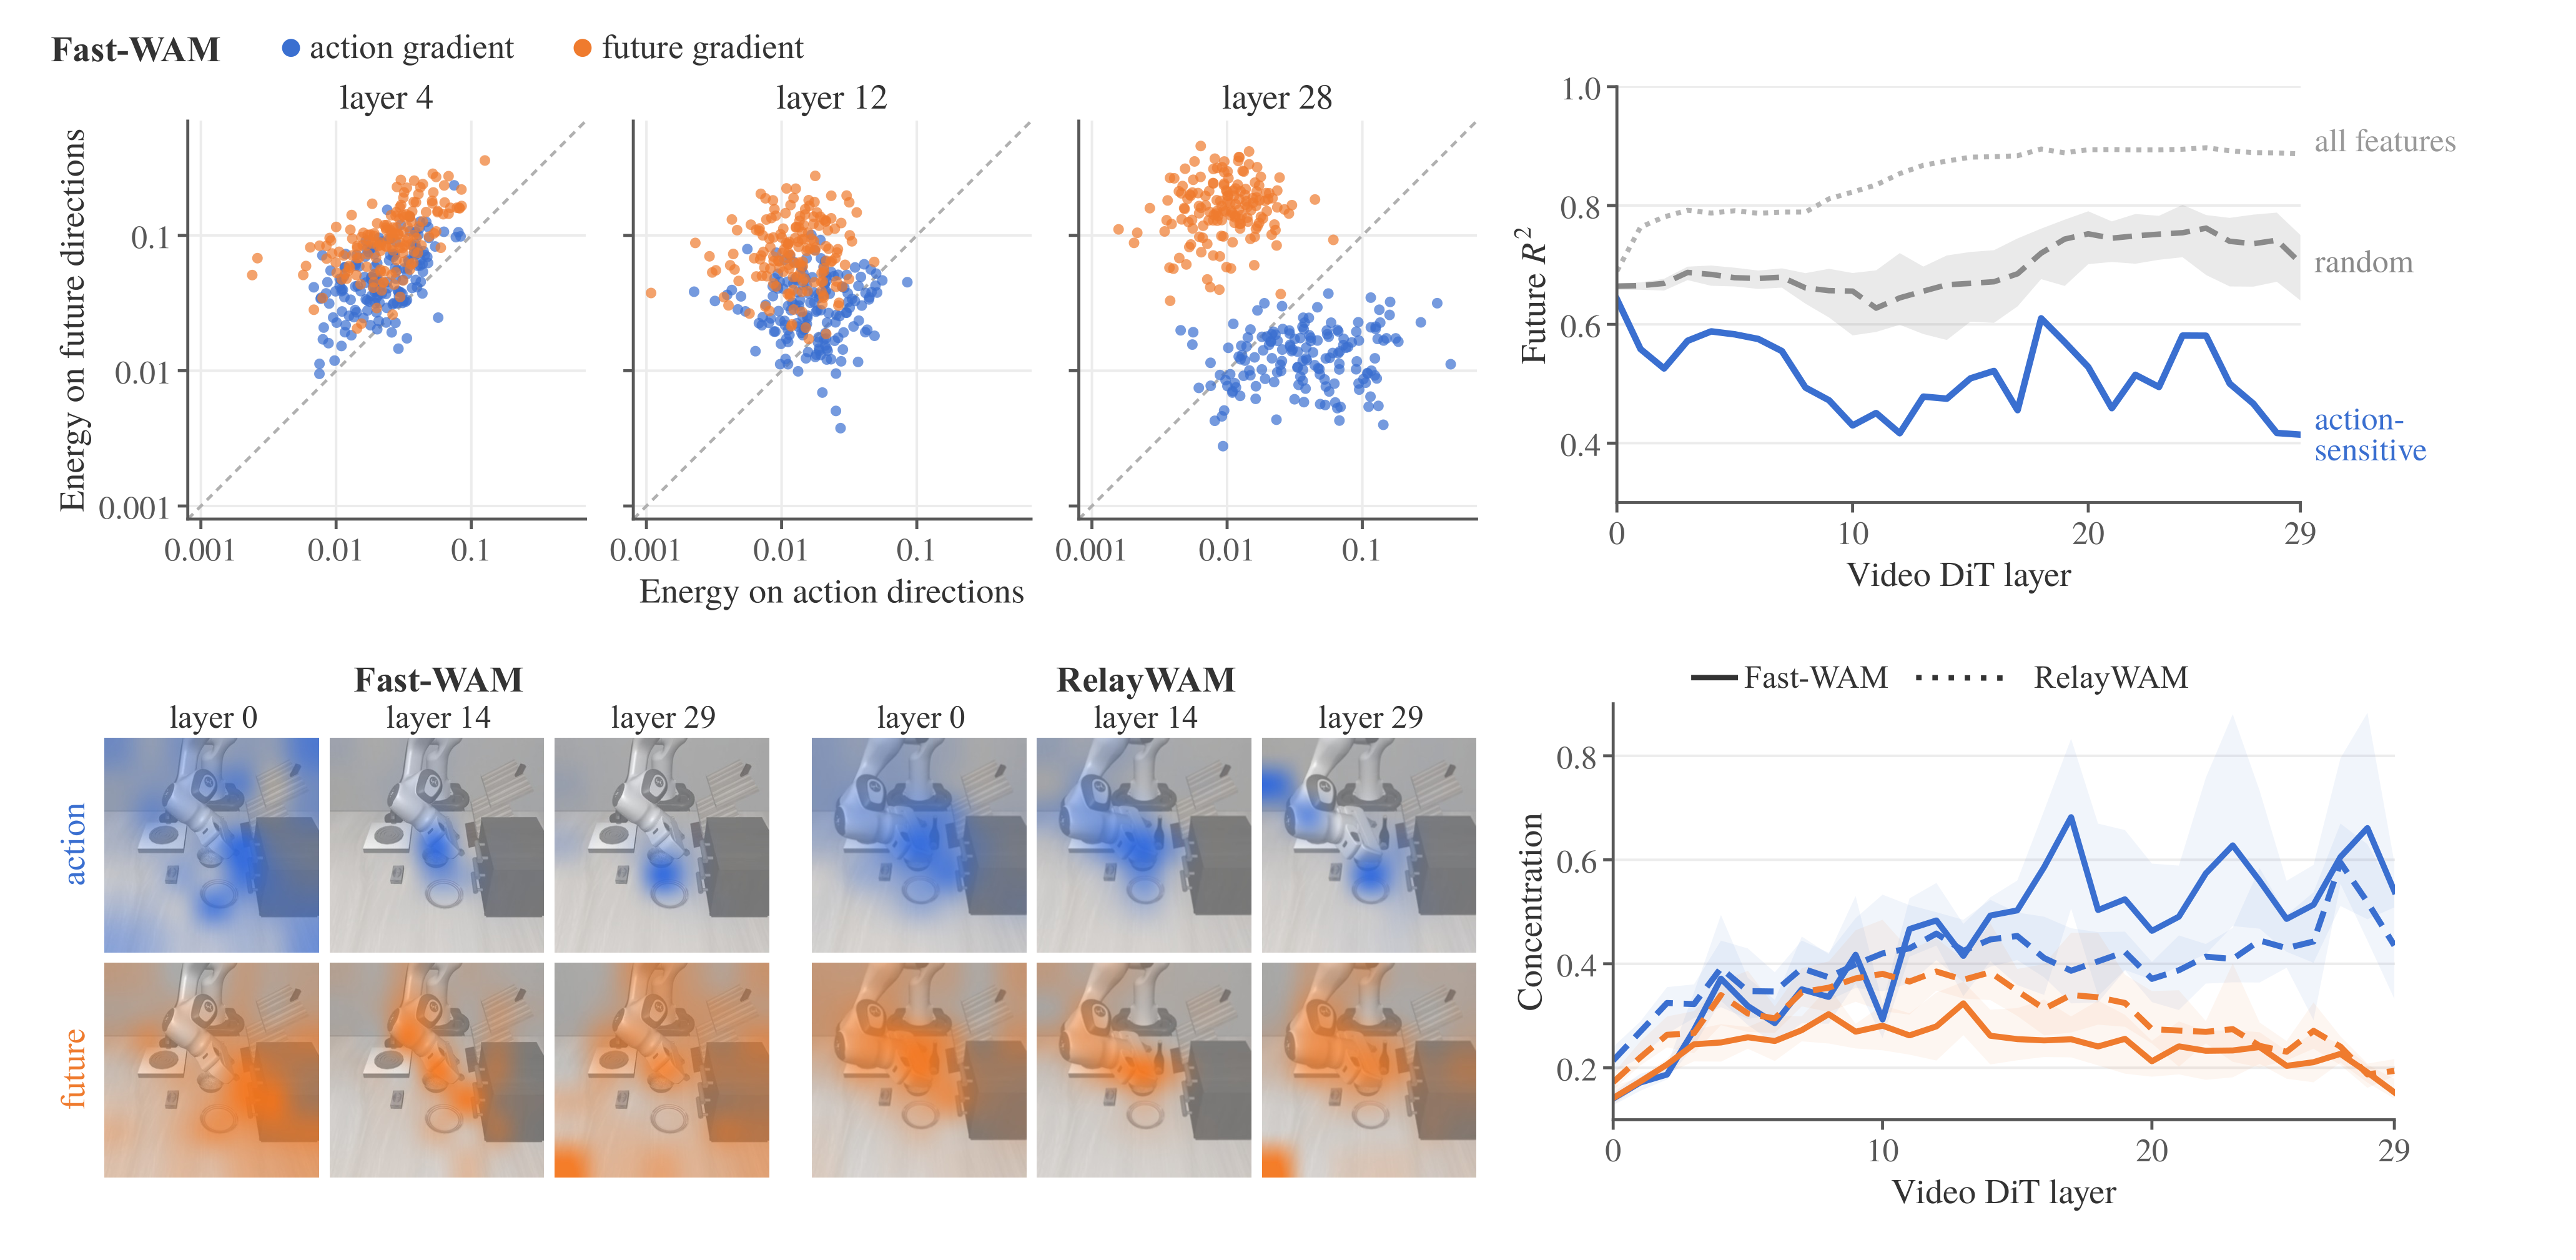 Fast-WAM
action gradient
future gradient
layer 4
layer 12
layer 28
Energy on future directions
0.1
0.01
0.001
0.001
0.01
0.1
0.001
0.01
0.1
0.001
0.01
0.1
Energy on action directions
Future R²
1.0
0.8
0.6
0.4
all features
random
action-
sensitive
0
10
20
29
Video DiT layer
Fast-WAM
layer 0
layer 14
layer 29
RelayWAM
layer 0
layer 14
layer 29
action
future
Fast-WAM
RelayWAM
Concentration
0.8
0.6
0.4
0.2
0
10
20
29
Video DiT layer